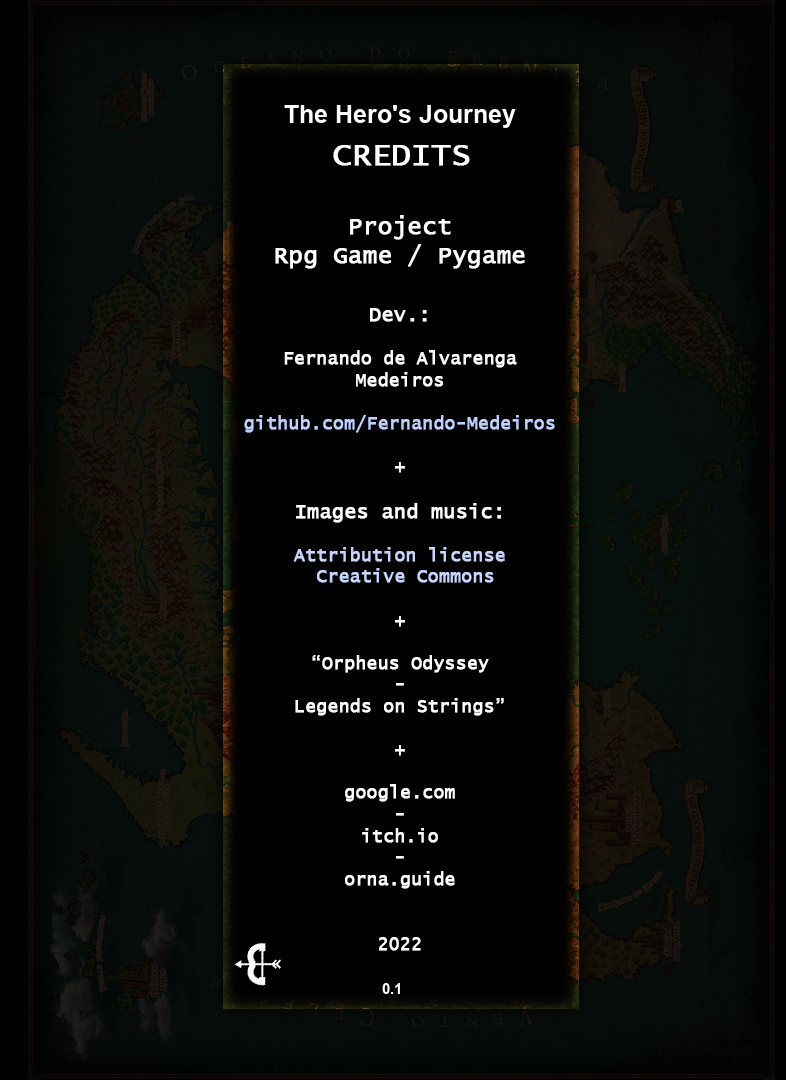 The Hero's Journey
CREDITS
Project
Rpg Game / Pygame
Dev.:
Fernando de Alvarenga
Medeiros
github.com/Fernando-Medeiros
+
Images and music:
Attribution license
Creative Commons
+
“Orpheus Odyssey
-
Legends on Strings”
+
google.com
-
itch.io
-
orna.guide
2022
0.1